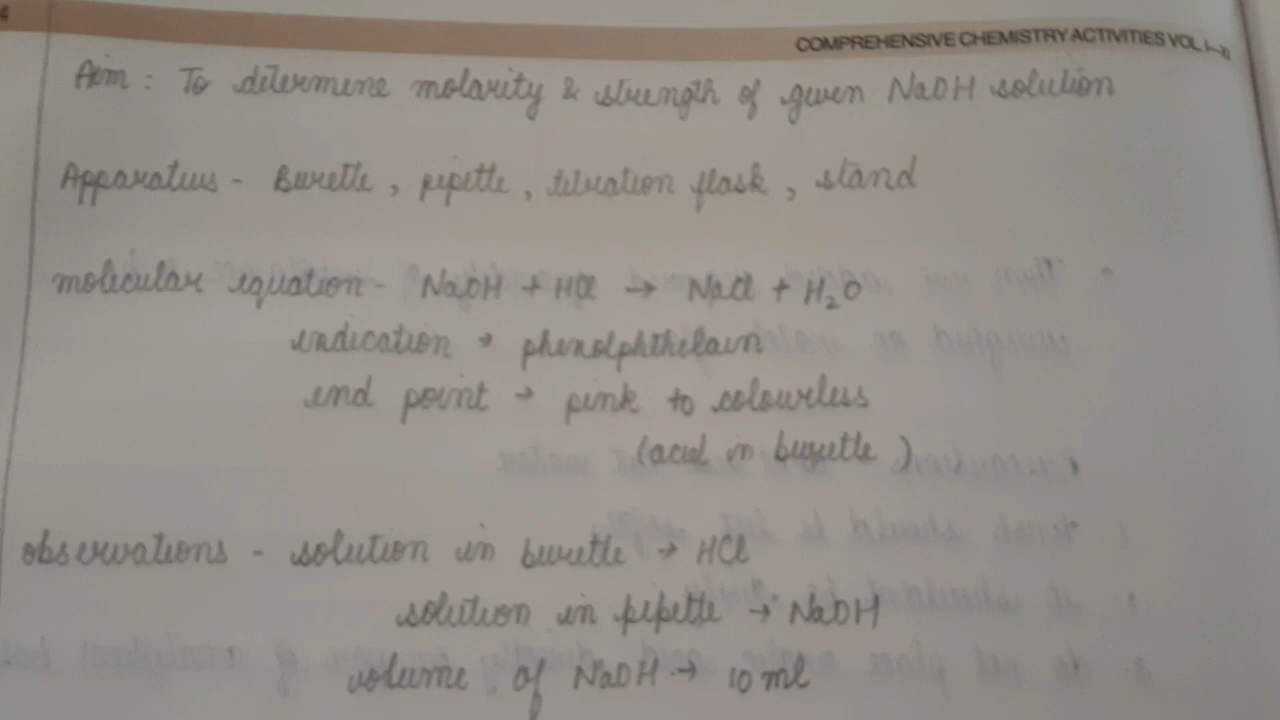 4
COMPREHENSIVE CHEMISTRY ACTIVITIES VOL I-II
Aim : To determine molarity & strength of given NaOH solution
Apparatus - Burette , pipette , titration flask , stand
molecular equation - NaOH + HCl → NaCl + H₂O
indication → phenolphthelain
end point → pink to colourless
(acid in burette )
observations - solution in burette → HCl
solution in pipette → NaOH
volume of NaOH → 10 ml